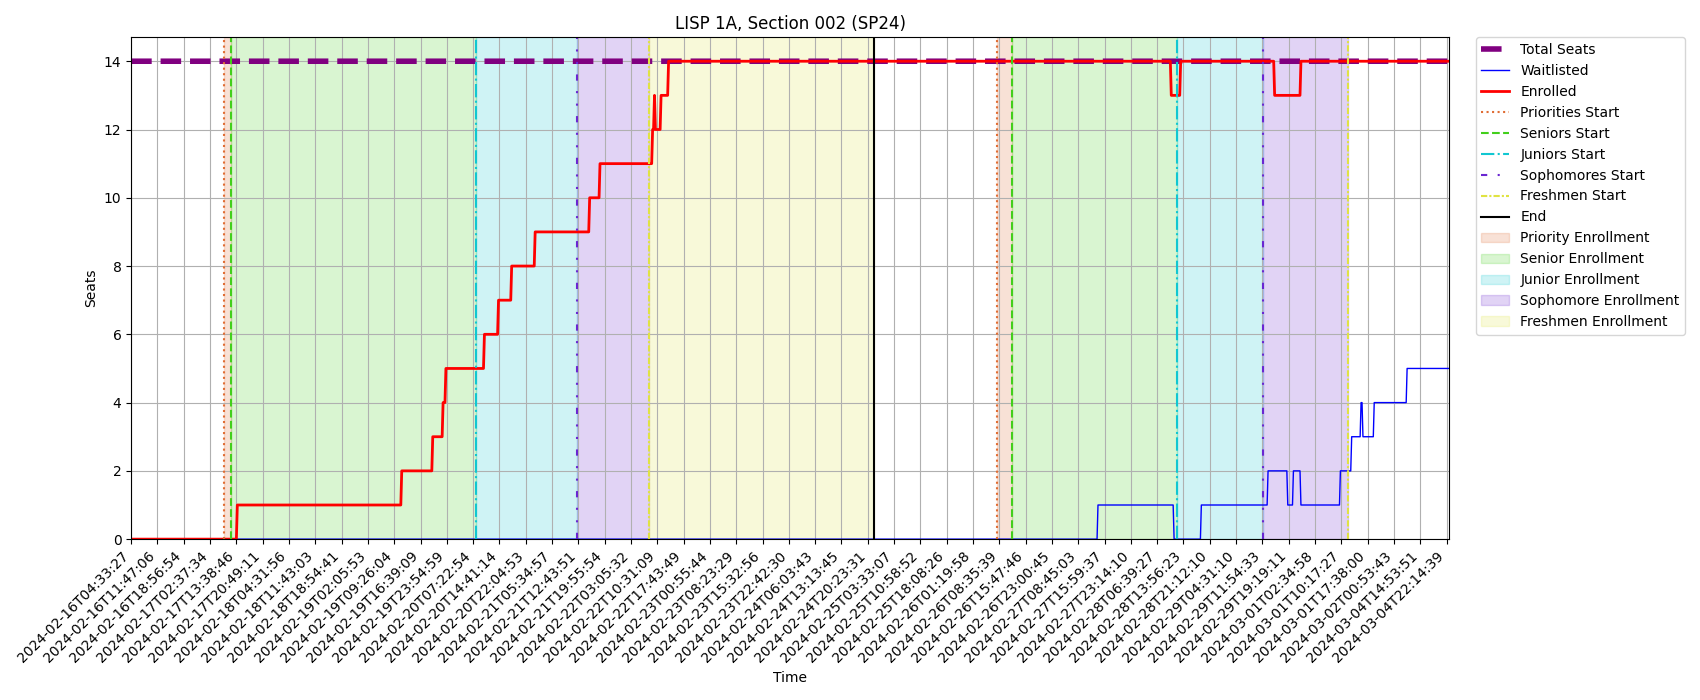 LISP 1A, Section 002 (SP24)
Seats
14
12
10
8
6
4
2
0
2024-02-16T04:33:27
2024-02-16T11:47:06
2024-02-16T18:56:54
2024-02-17T02:37:34
2024-02-17T13:38:46
2024-02-17T20:49:11
2024-02-18T04:31:56
2024-02-18T11:43:03
2024-02-18T18:54:41
2024-02-19T02:05:53
2024-02-19T09:26:04
2024-02-19T16:39:09
2024-02-19T23:54:59
2024-02-20T07:22:54
2024-02-20T14:41:14
2024-02-20T22:04:53
2024-02-21T05:34:57
2024-02-21T12:43:51
2024-02-21T19:55:54
2024-02-22T03:05:32
2024-02-22T10:31:09
2024-02-22T17:43:49
2024-02-23T00:55:44
2024-02-23T08:23:29
2024-02-23T15:32:56
2024-02-23T22:42:30
2024-02-24T06:03:43
2024-02-24T13:13:45
2024-02-24T20:23:31
2024-02-25T03:33:07
2024-02-25T10:58:52
2024-02-25T18:08:26
2024-02-26T01:19:58
2024-02-26T08:35:39
2024-02-26T15:47:46
2024-02-26T23:00:45
2024-02-27T08:45:03
2024-02-27T15:59:37
2024-02-27T23:14:10
2024-02-28T06:39:27
2024-02-28T13:56:23
2024-02-28T21:12:10
2024-02-29T04:31:10
2024-02-29T11:54:33
2024-02-29T19:19:11
2024-03-01T02:34:58
2024-03-01T10:17:27
2024-03-01T17:38:00
2024-03-02T00:53:43
2024-03-04T14:53:51
2024-03-04T22:14:39
Time
Total Seats
Waitlisted
Enrolled
Priorities Start
Seniors Start
Juniors Start
Sophomores Start
Freshmen Start
End
Priority Enrollment
Senior Enrollment
Junior Enrollment
Sophomore Enrollment
Freshmen Enrollment